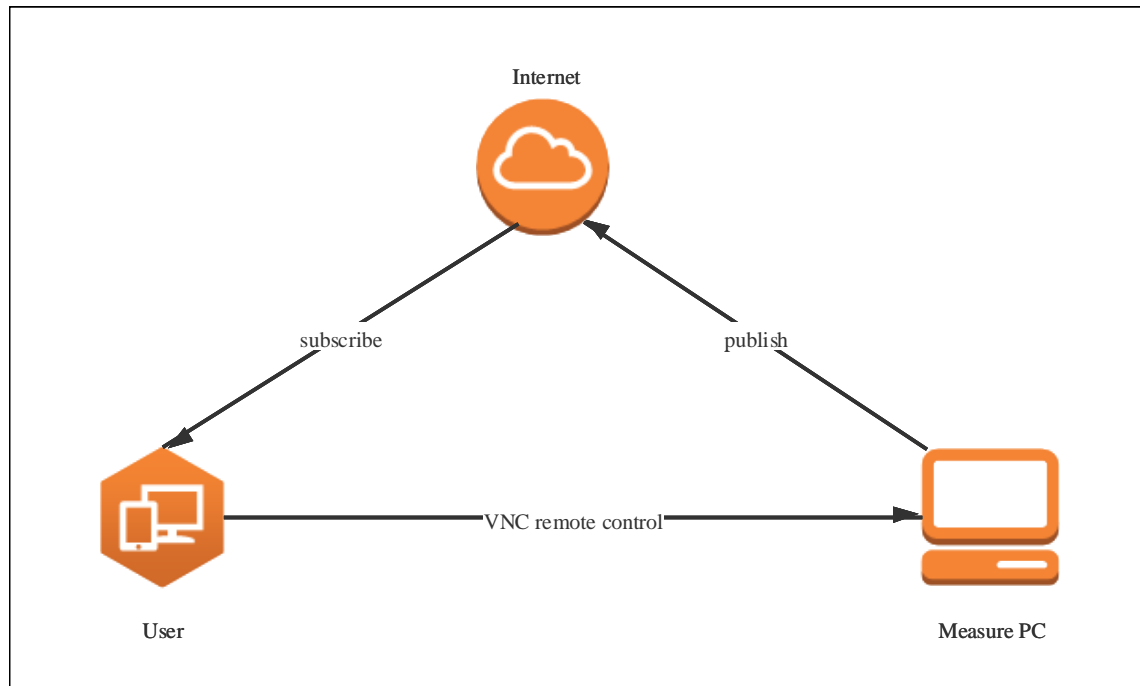 Internet
subscribe
publish
VNC remote control
User
Measure PC